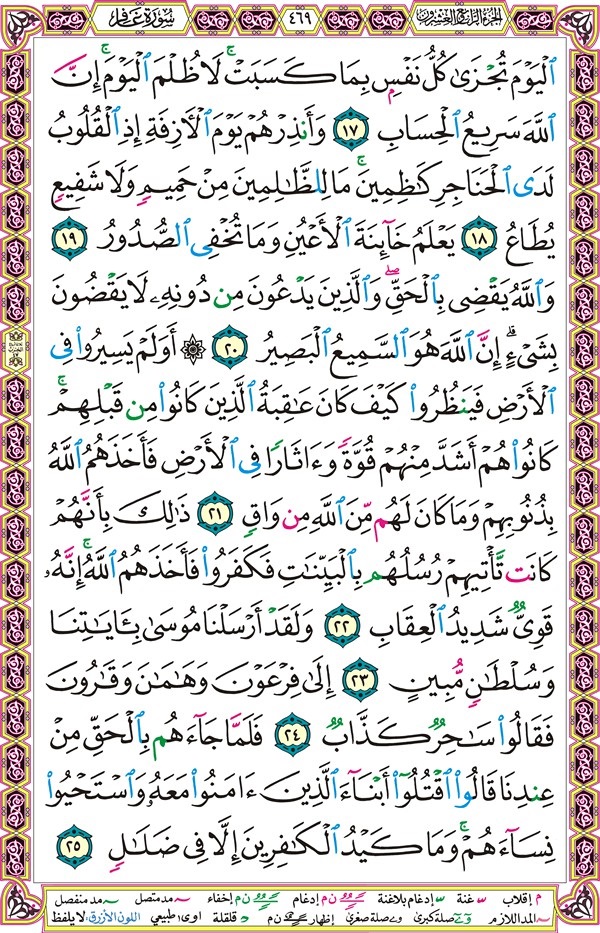 الجزء الرابع والعشرون ٤٦٩ سورة غافر
ٱلْيَوْمَ تُجْزَىٰ كُلُّ نَفْسٍۭ بِمَا كَسَبَتْ ۚ لَا ظُلْمَ ٱلْيَوْمَ ۚ إِنَّ
ٱللَّهَ سَرِيعُ ٱلْحِسَابِ ١٧ وَأَنذِرْهُمْ يَوْمَ ٱلْأَزِفَةِ إِذِ ٱلْقُلُوبُ
لَدَى ٱلْحَنَاجِرِ كَٰظِمِينَ ۚ مَا لِلظَّٰلِمِينَ مِنْ حَمِيمٍ وَلَا شَفِيعٍ
يُطَاعُ ١٨ يَعْلَمُ خَآئِنَةَ ٱلْأَعْيُنِ وَمَا تُخْفِى ٱلصُّدُورُ ١٩
وَٱللَّهُ يَقْضِى بِٱلْحَقِّ ۖ وَٱلَّذِينَ يَدْعُونَ مِن دُونِهِۦ لَا يَقْضُونَ
بِشَىْءٍ ۗ إِنَّ ٱللَّهَ هُوَ ٱلسَّمِيعُ ٱلْبَصِيرُ ٢٠ ۞ أَوَلَمْ يَسِيرُوا۟ فِى
ٱلْأَرْضِ فَيَنظُرُوا۟ كَيْفَ كَانَ عَٰقِبَةُ ٱلَّذِينَ كَانُوا۟ مِن قَبْلِهِمْ ۚ
كَانُوا۟ هُمْ أَشَدَّ مِنْهُمْ قُوَّةً وَءَاثَارًا فِى ٱلْأَرْضِ فَأَخَذَهُمُ ٱللَّهُ
بِذُنُوبِهِمْ وَمَا كَانَ لَهُم مِّنَ ٱللَّهِ مِن وَاقٍ ٢١ ذَٰلِكَ بِأَنَّهُمْ
كَانَت تَّأْتِيهِمْ رُسُلُهُم بِٱلْبَيِّنَٰتِ فَكَفَرُوا۟ فَأَخَذَهُمُ ٱللَّهُ ۚ إِنَّهُۥ
قَوِىٌّ شَدِيدُ ٱلْعِقَابِ ٢٢ وَلَقَدْ أَرْسَلْنَا مُوسَىٰ بِـَٔايَٰتِنَا
وَسُلْطَٰنٍ مُّبِينٍ ٢٣ إِلَىٰ فِرْعَوْنَ وَهَٰمَٰنَ وَقَٰرُونَ
فَقَالُوا۟ سَٰحِرٌ كَذَّابٌ ٢٤ فَلَمَّا جَآءَهُم بِٱلْحَقِّ مِنْ
عِندِنَا قَالُوا۟ ٱقْتُلُوٓا۟ أَبْنَآءَ ٱلَّذِينَ ءَامَنُوا۟ مَعَهُۥ وَٱسْتَحْيُوا۟
نِسَآءَهُمْ ۚ وَمَا كَيْدُ ٱلْكَٰفِرِينَ إِلَّا فِى ضَلَٰلٍ ٢٥
م إقلاب غنة إدغام بلاغنة ن م إدغام ن م إخفاء مد متصل مد منفصل
المد اللازم صلة كبرى صلة صغرى إظهار ن م قلقلة اوى: طبيعي اللون الأزرق: لا يلفظ